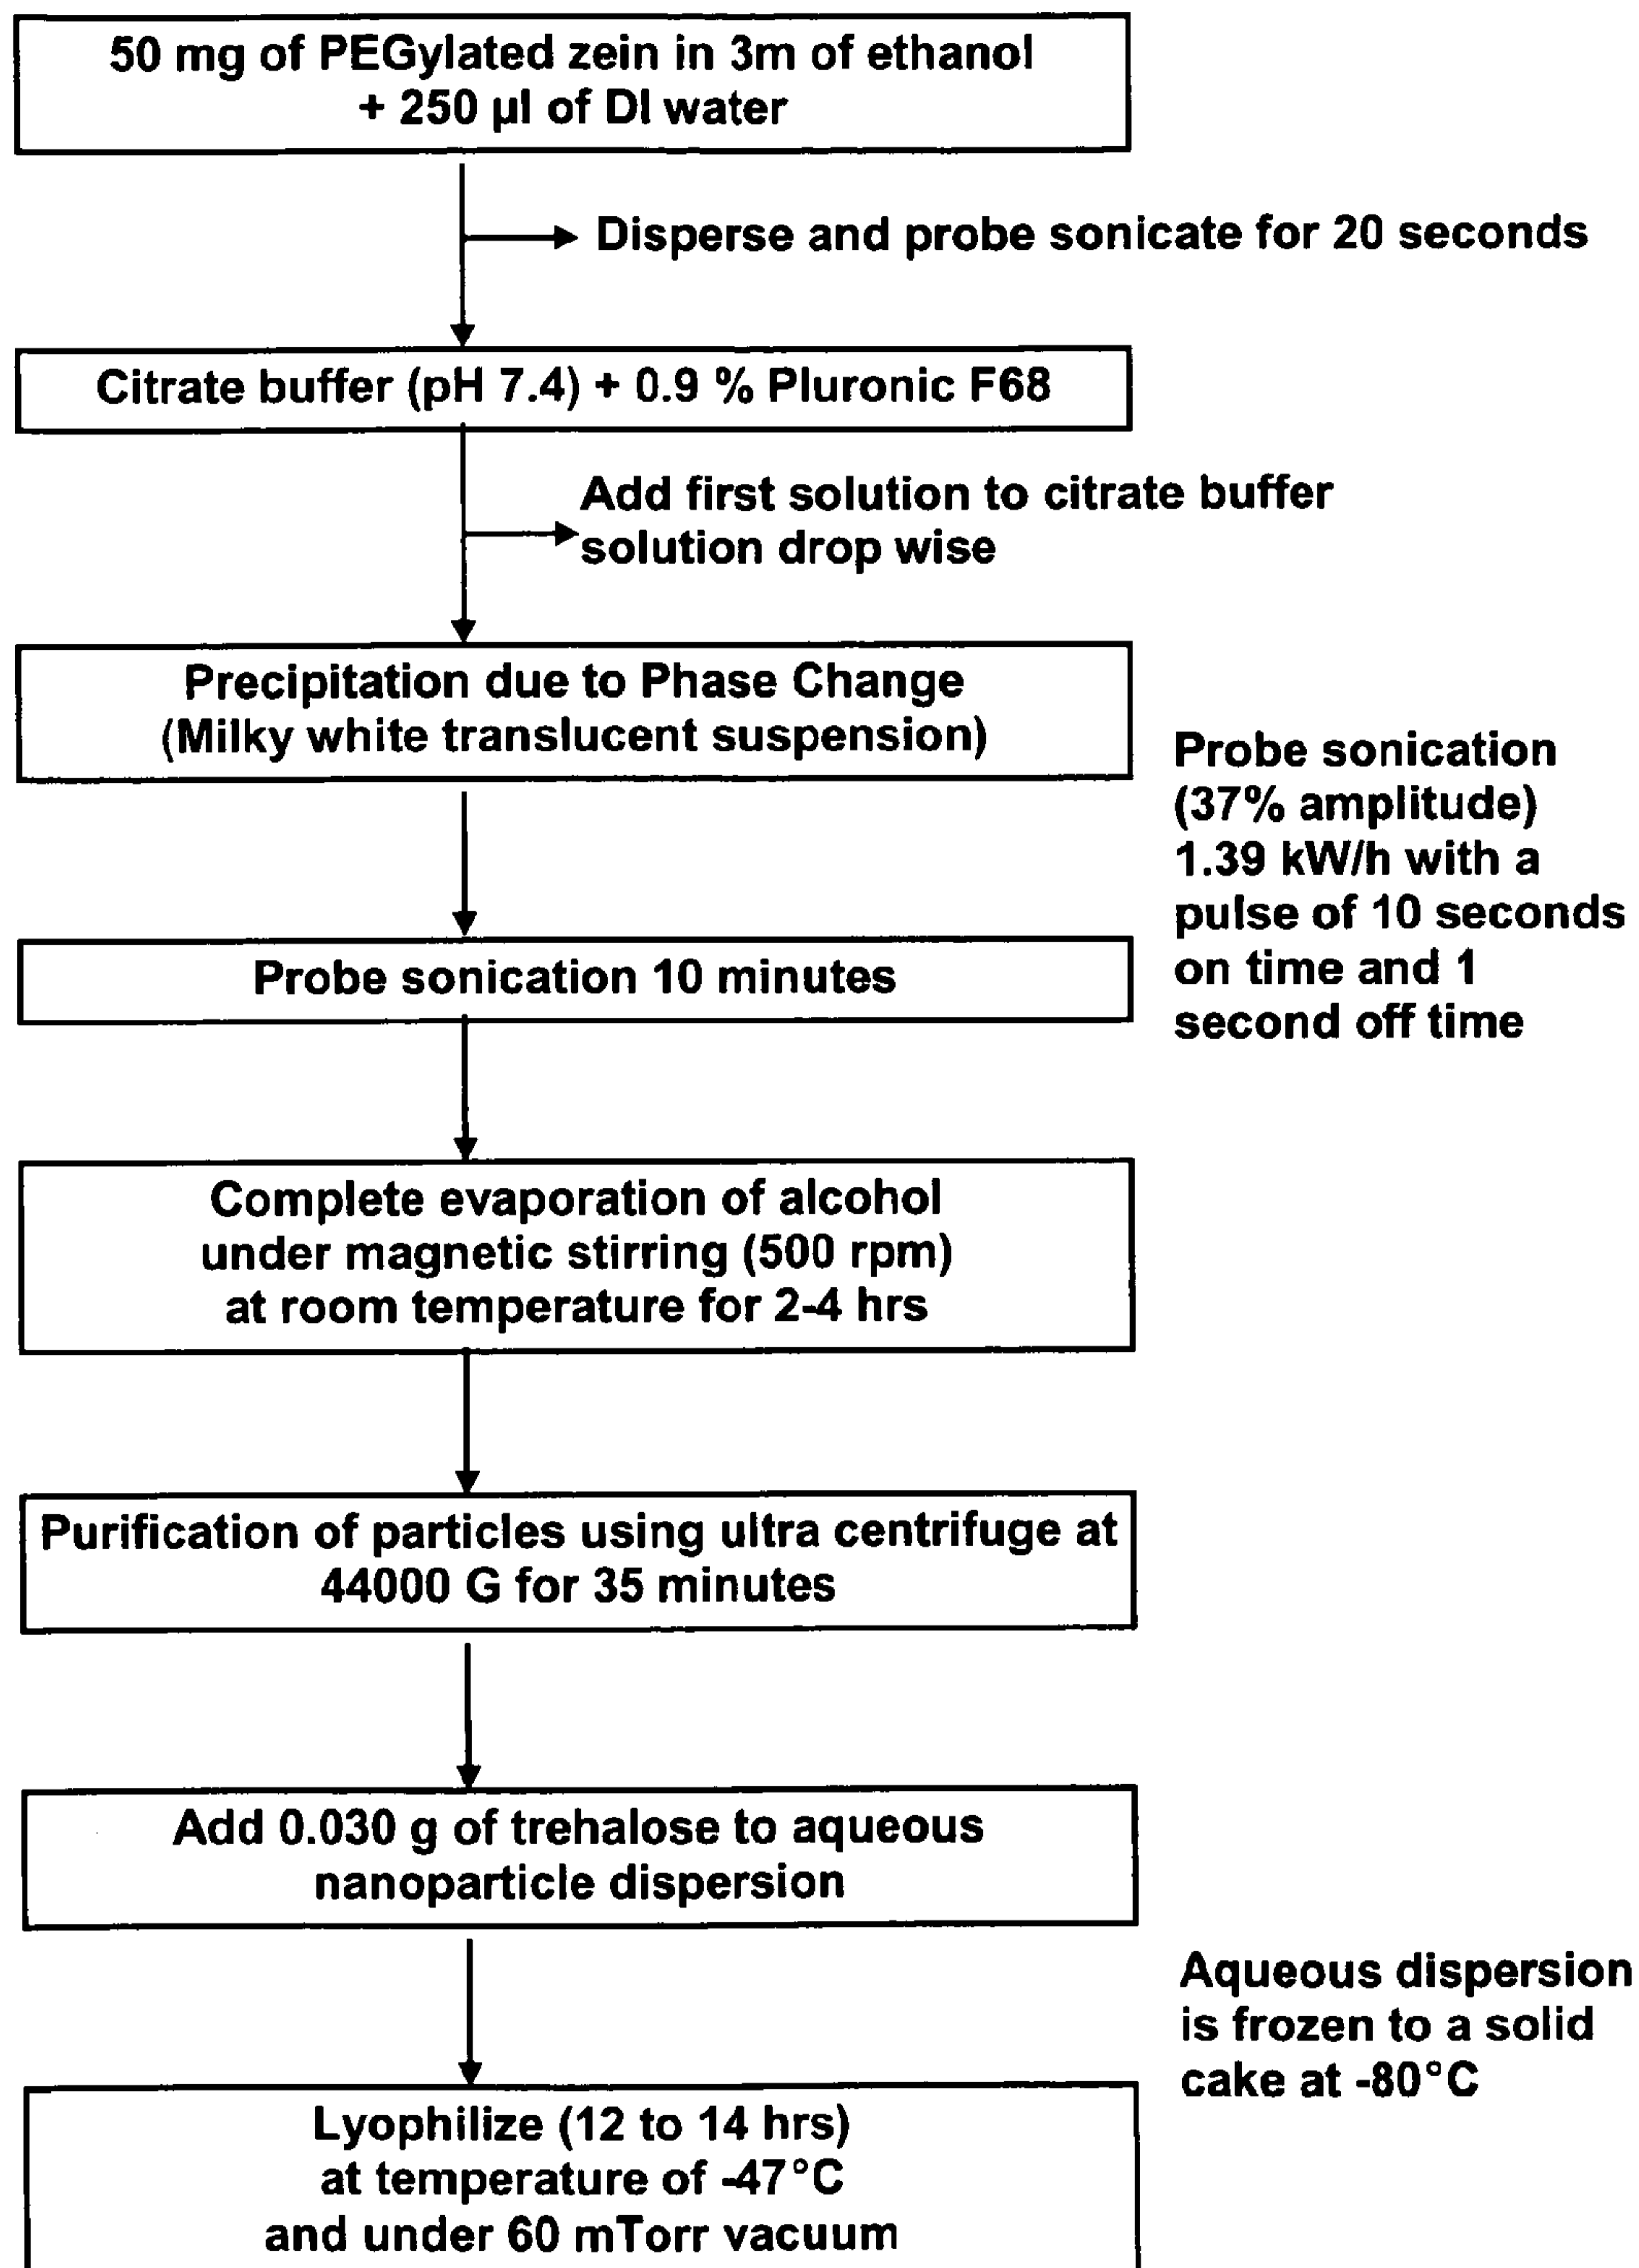 50 mg of PEGylated zein in 3m of ethanol
+ 250 µl of DI water
Disperse and probe sonicate for 20 seconds
Citrate buffer (pH 7.4) + 0.9 % Pluronic F68
Add first solution to citrate buffer
solution drop wise
Precipitation due to Phase Change
(Milky white translucent suspension)
Probe sonication
(37% amplitude)
1.39 kW/h with a
pulse of 10 seconds
on time and 1
second off time
Probe sonication 10 minutes
Complete evaporation of alcohol
under magnetic stirring (500 rpm)
at room temperature for 2-4 hrs
Purification of particles using ultra centrifuge at
44000 G for 35 minutes
Add 0.030 g of trehalose to aqueous
nanoparticle dispersion
Aqueous dispersion
is frozen to a solid
cake at -80°C
Lyophilize (12 to 14 hrs)
at temperature of -47°C
and under 60 mTorr vacuum